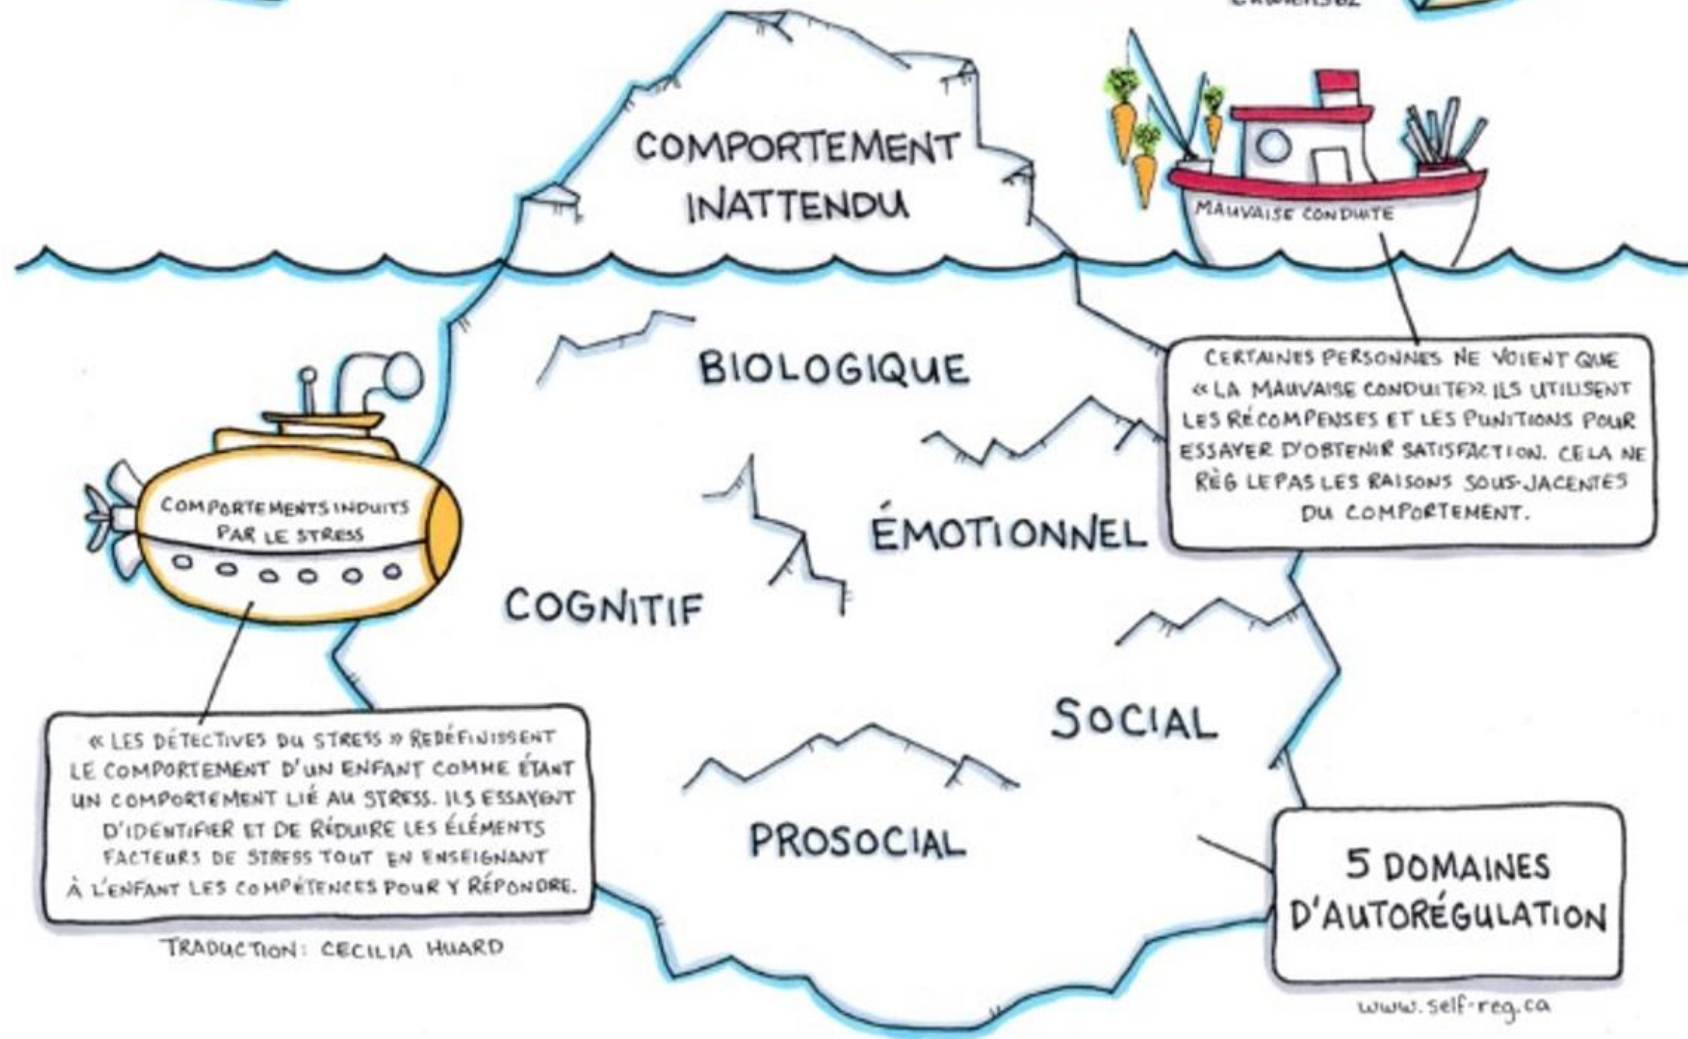 COMPORTEMENT
INATTENDU
MAUVAISE CONDUITE
BIOLOGIQUE
CERTAINES PERSONNES NE VOIENT QUE
« LA MAUVAISE CONDUITE». ILS UTILISENT
LES RÉCOMPENSES ET LES PUNITIONS POUR
ESSAYER D'OBTENIR SATISFACTION. CELA NE
RÈG LEPAS LES RAISONS SOUS-JACENTES
DU COMPORTEMENT.
COMPORTEMENTS INDUITS
PAR LE STRESS
ÉMOTIONNEL
COGNITIF
SOCIAL
« LES DÉTECTIVES DU STRESS » REDÉFINISSENT
LE COMPORTEMENT D'UN ENFANT COMME ÉTANT
UN COMPORTEMENT LIÉ AU STRESS. ILS ESSAYENT
D'IDENTIFIER ET DE RÉDUIRE LES ÉLÉMENTS
FACTEURS DE STRESS TOUT EN ENSEIGNANT
À L'ENFANT LES COMPÉTENCES POUR Y RÉPONDRE.
PROSOCIAL
5 DOMAINES
D'AUTORÉGULATION
TRADUCTION: CECILIA HUARD
www.self-reg.ca